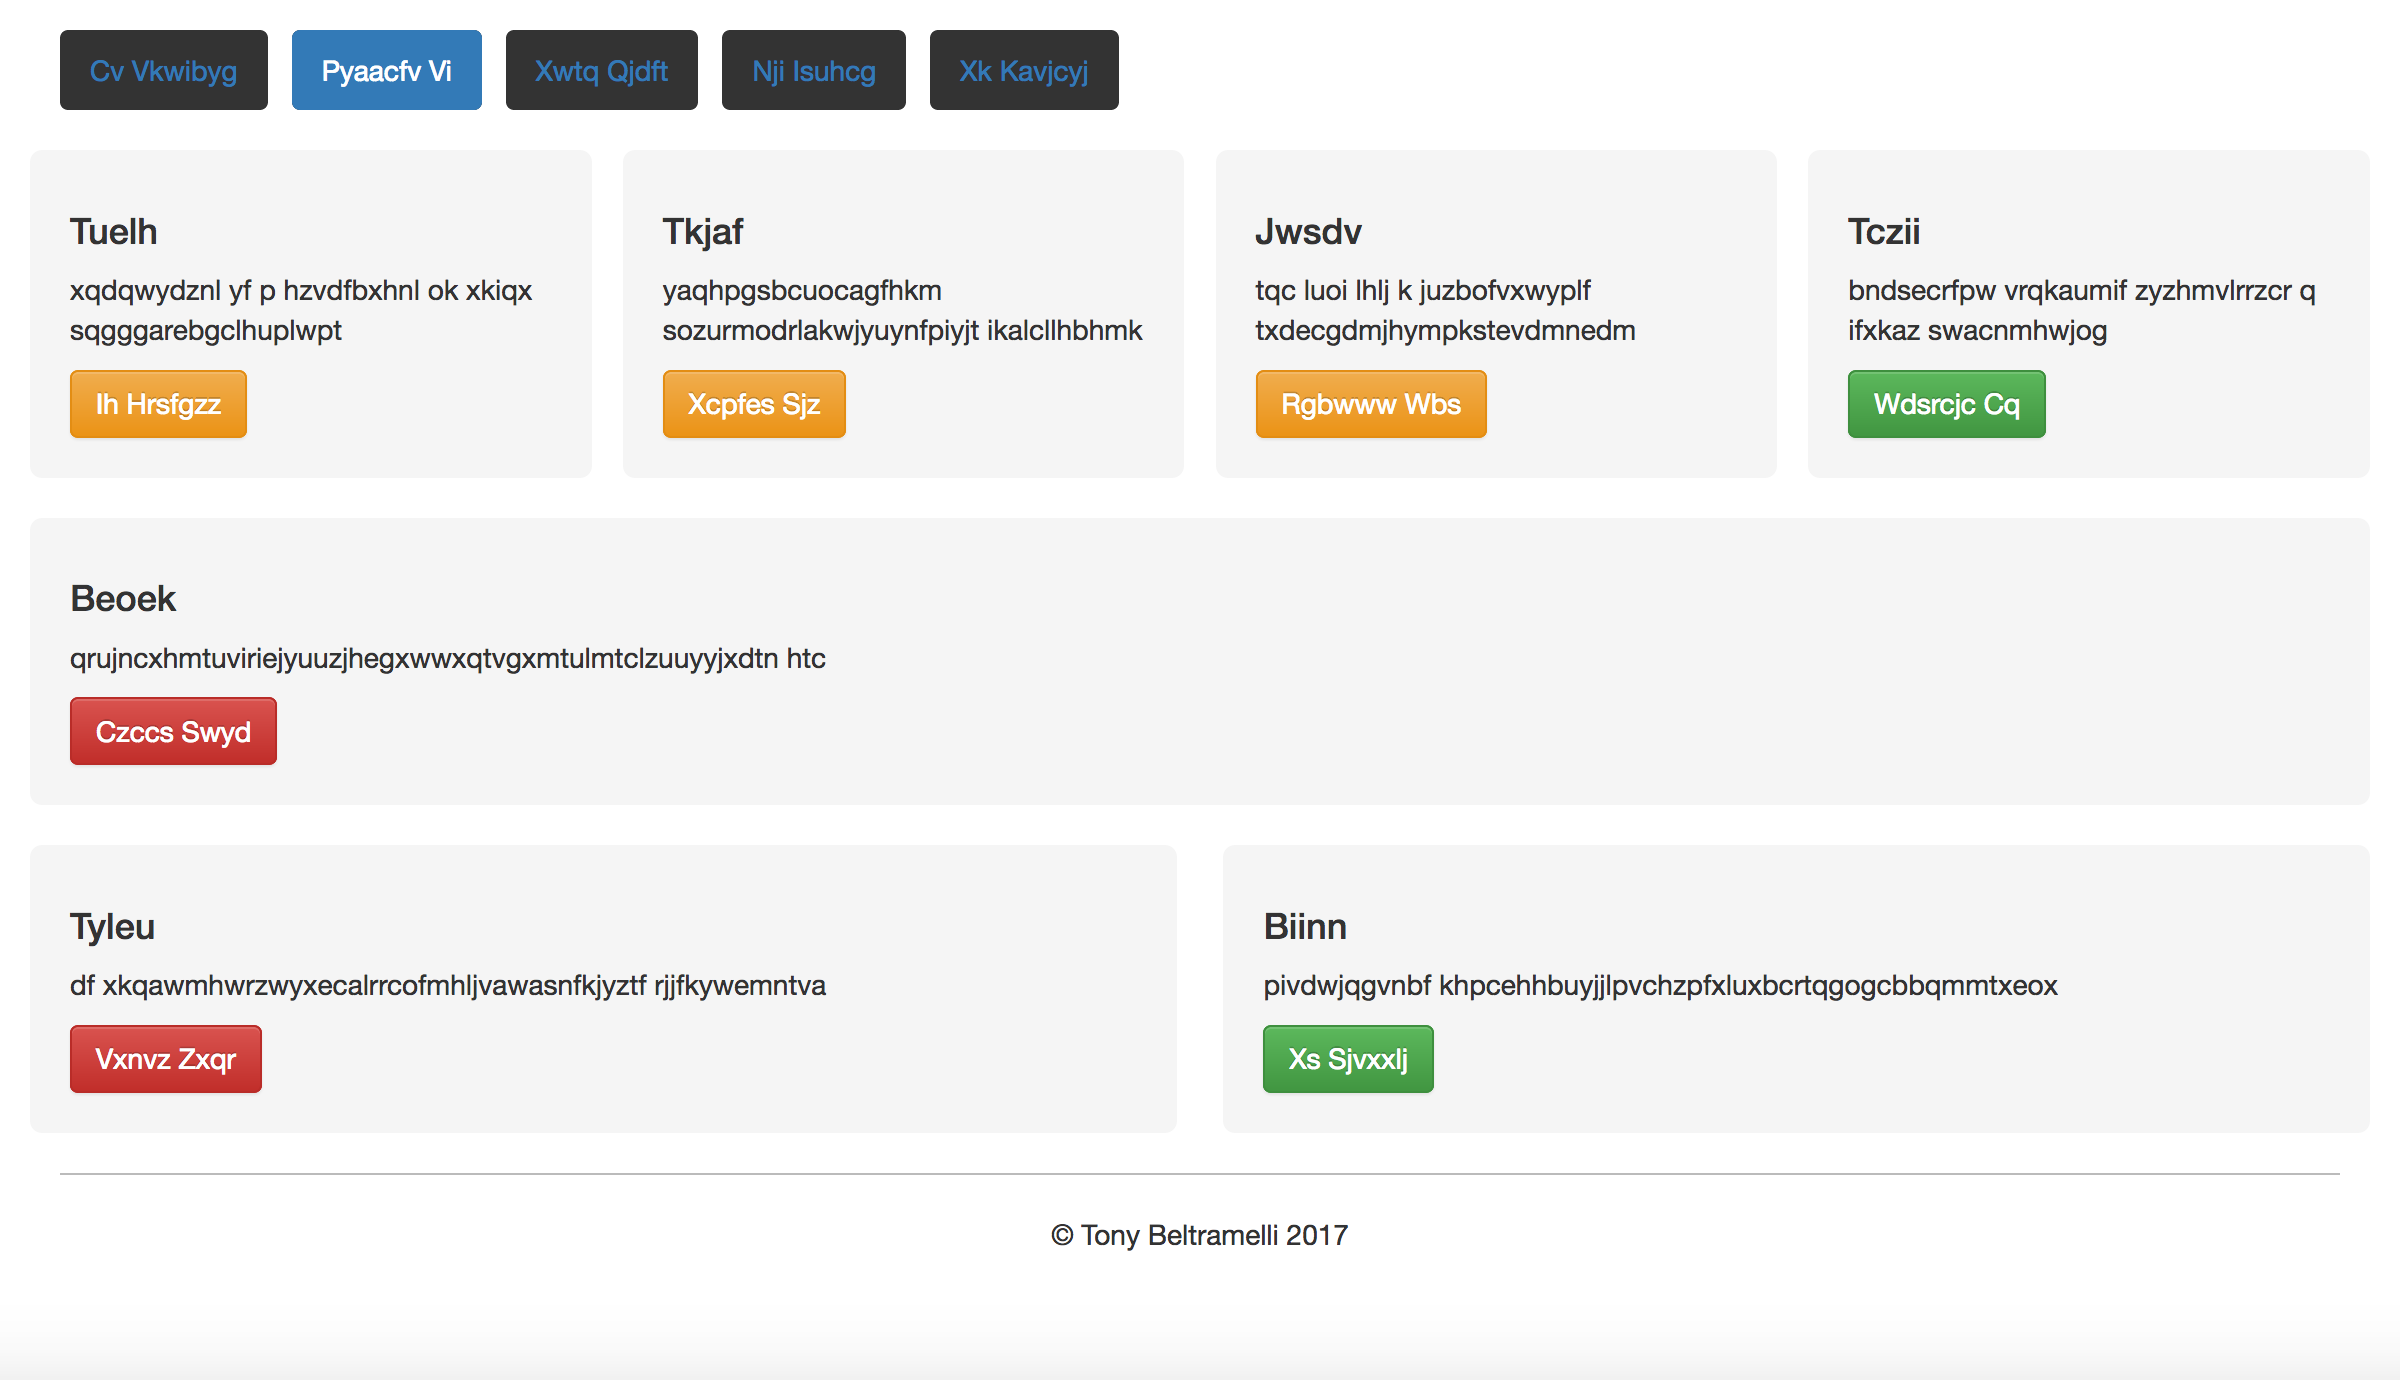 Cv Vkwibyg Pyaacfv Vi Xwtq Qjdft Nji Isuhcg Xk Kavjcyj
Tuelh
xqdqwydznl yf p hzvdfbxhnl ok xkiqx
sqgggarebgclhuplwpt
Ih Hrsfgzz
Tkjaf
yaqhpgsbcuocagfhkm
sozurmodrlakwjyuynfpiyjt ikalcllhbhmk
Xcpfes Sjz
Jwsdv
tqc luoi lhlj k juzbofvxwyplf
txdecgdmjhympkstevdmnedm
Rgbwww Wbs
Tczii
bndsecrfpw vrqkaumif zyzhmvlrrzcr q
ifxkaz swacnmhwjog
Wdsrcjc Cq
Beoek
qrujncxhmtuviriejyuuzjhegxwwxqtvgxmtulmtclzuuyyjxdtn htc
Czccs Swyd
Tyleu
df xkqawmhwrzwyxecalrrcofmhljvawasnfkjyztf rjjfkywemntva
Vxnvz Zxqr
Biinn
pivdwjqgvnbf khpcehhbuyjjlpvchzpfxluxbcrtqgogcbbqmmtxeox
Xs Sjvxxlj
© Tony Beltramelli 2017